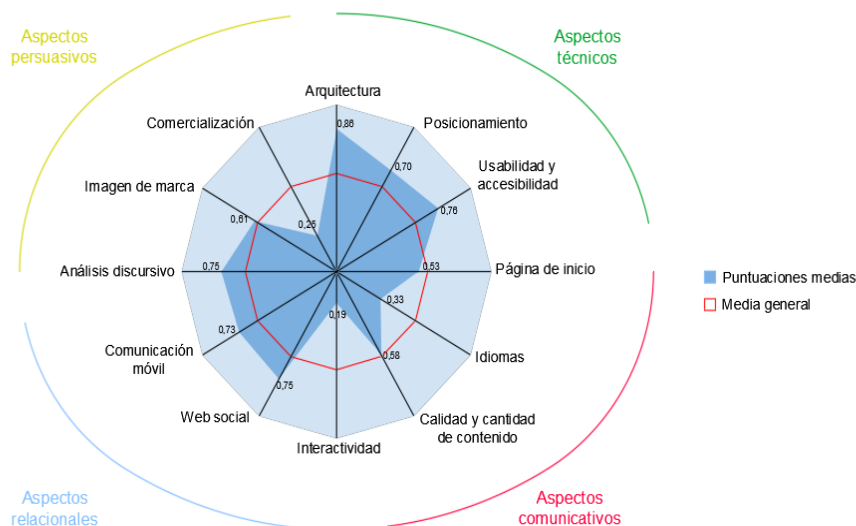 Aspectos
persuasivos
Aspectos
técnicos
Arquitectura
Comercialización
0,86
Posicionamiento
0,70
Usabilidad y
accesibilidad
Imagen de marca
0,76
0,61
0,25
Análisis discursivo
0,75
0,53
Página de inicio
Puntuaciones medias
Media general
0,33
0,19
0,73
Comunicación
móvil
0,58
Idiomas
0,75
Web social
Calidad y cantidad
de contenido
Interactividad
Aspectos
relacionales
Aspectos
comunicativos